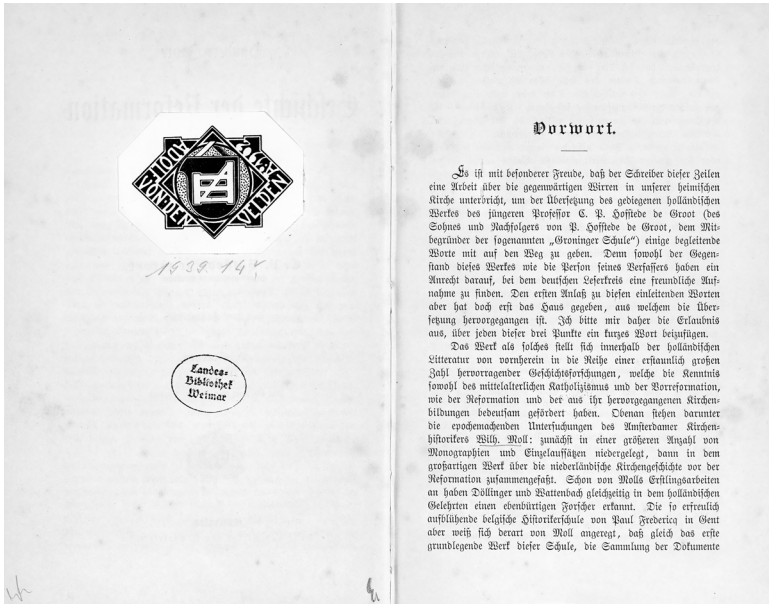 ADOLF
VON DEN
VELDEN
1939. 14
Landes=
Bibliothek
Weimar
Vorwort.
Es ist mit besonderer Freude, daß der Schreiber dieser Zeilen
eine Arbeit über die gegenwärtigen Wirren in unserer heimischen
Kirche unterbricht, um der Übersetzung des gediegenen holländischen
Werkes des jüngeren Professor C. P. Hofstede de Groot (des
Sohnes und Nachfolgers von P. Hofstede de Groot, dem Mit-
begründer der sogenannten „Groninger Schule“) einige begleitende
Worte mit auf den Weg zu geben. Denn sowohl der Gegen-
stand dieses Werkes wie die Person seines Verfassers haben ein
Anrecht darauf, bei dem deutschen Leserkreis eine freundliche Auf-
nahme zu finden. Den ersten Anlaß zu diesen einleitenden Worten
aber hat doch erst das Haus gegeben, aus welchem die Über-
setzung hervorgegangen ist. Ich bitte mir daher die Erlaubnis
aus, über jeden dieser drei Punkte ein kurzes Wort beizufügen.
Das Werk als solches stellt sich innerhalb der holländischen
Litteratur von vornherein in die Reihe einer erstaunlich großen
Zahl hervorragender Geschichtsforschungen, welche die Kenntnis
sowohl des mittelalterlichen Katholizismus und der Vorreformation,
wie der Reformation und der aus ihr hervorgegangenen Kirchen-
bildungen bedeutsam gefördert haben. Obenan stehen darunter
die epochemachenden Untersuchungen des Amsterdamer Kirchen-
historikers Wilh. Moll: zunächst in einer größeren Anzahl von
Monographien und Einzelaufsätzen niedergelegt, dann in dem
großartigen Werk über die niederländische Kirchengeschichte vor der
Reformation zusammengefaßt. Schon von Molls Erstlingsarbeiten
an haben Döllinger und Wattenbach gleichzeitig in dem holländischen
Gelehrten einen ebenbürtigen Forscher erkannt. Die so erfreulich
aufblühende belgische Historikerschule von Paul Fredericq in Gent
aber weiß sich derart von Moll angeregt, daß gleich das erste
grundlegende Werk dieser Schule, die Sammlung der Dokumente